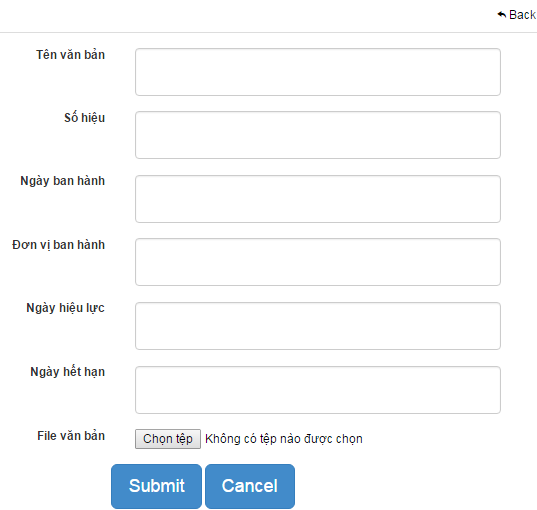 Back
Tên văn bản
Số hiệu
Ngày ban hành
Đơn vị ban hành
Ngày hiệu lực
Ngày hết hạn
File văn bản Chọn tệp Không có tệp nào được chọn
Submit Cancel